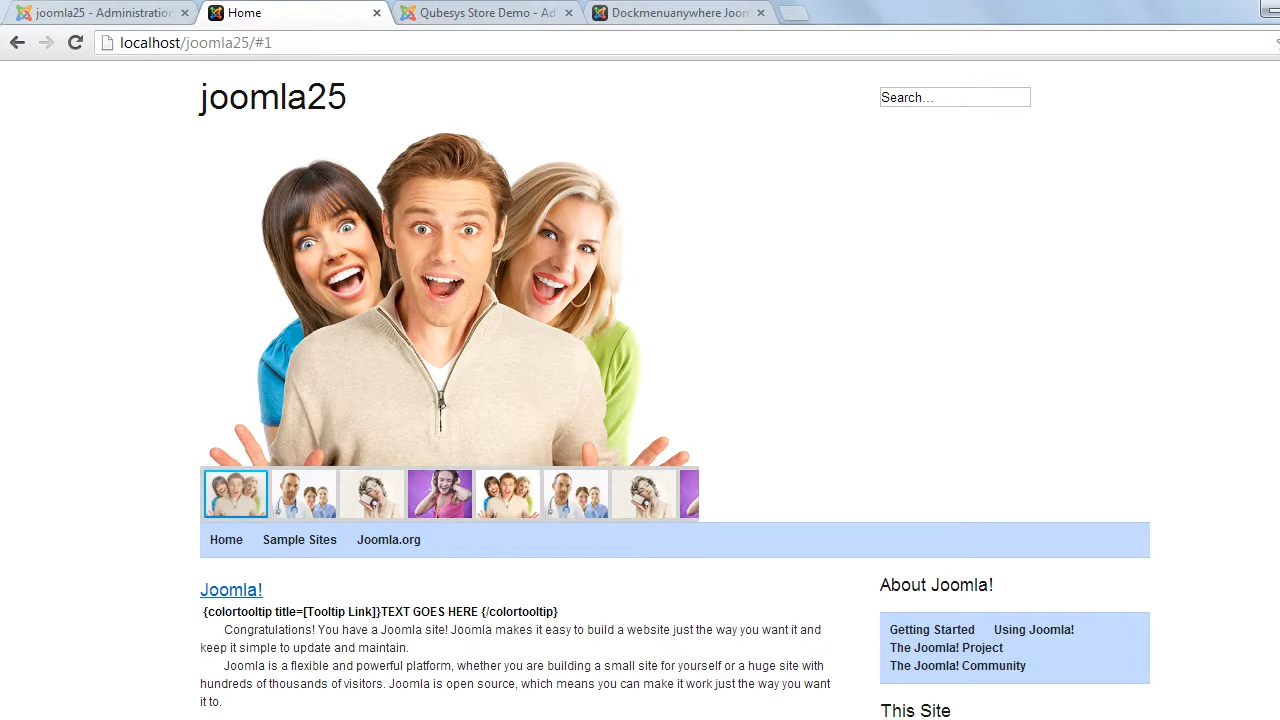 joomla25 - Administration
Home
Qubesys Store Demo - Ad
Dockmenuanywhere Joom
localhost/joomla25/#1
joomla25
Search...
Home Sample Sites Joomla.org
Joomla!
{colortooltip title=[Tooltip Link]}TEXT GOES HERE {/colortooltip}
Congratulations! You have a Joomla site! Joomla makes it easy to build a website just the way you want it and
keep it simple to update and maintain.
Joomla is a flexible and powerful platform, whether you are building a small site for yourself or a huge site with
hundreds of thousands of visitors. Joomla is open source, which means you can make it work just the way you want
it to.
About Joomla!
Getting Started Using Joomla!
The Joomla! Project
The Joomla! Community
This Site